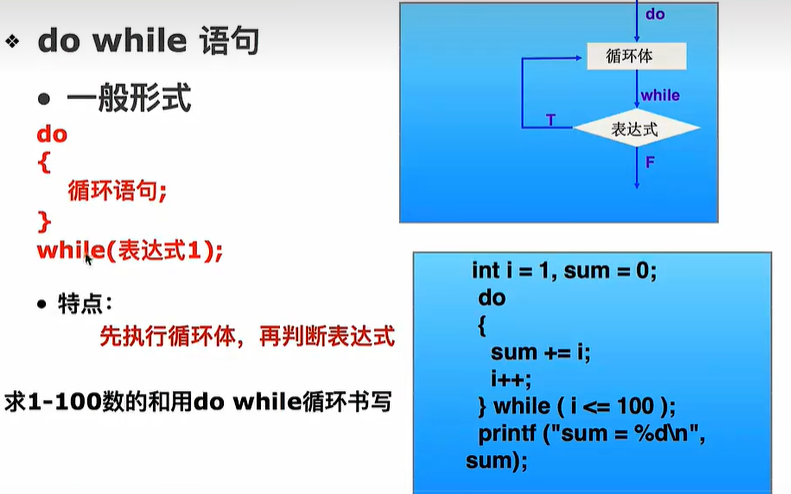 do while 语句
一般形式
do
{
循环语句;
}
while(表达式1);
特点：
先执行循环体，再判断表达式
求1-100数的和用do while循环书写
do
循环体
while
T
表达式
F
int i = 1, sum = 0;
do
{
sum += i;
i++;
} while ( i <= 100 );
printf ("sum = %d\n",
sum);